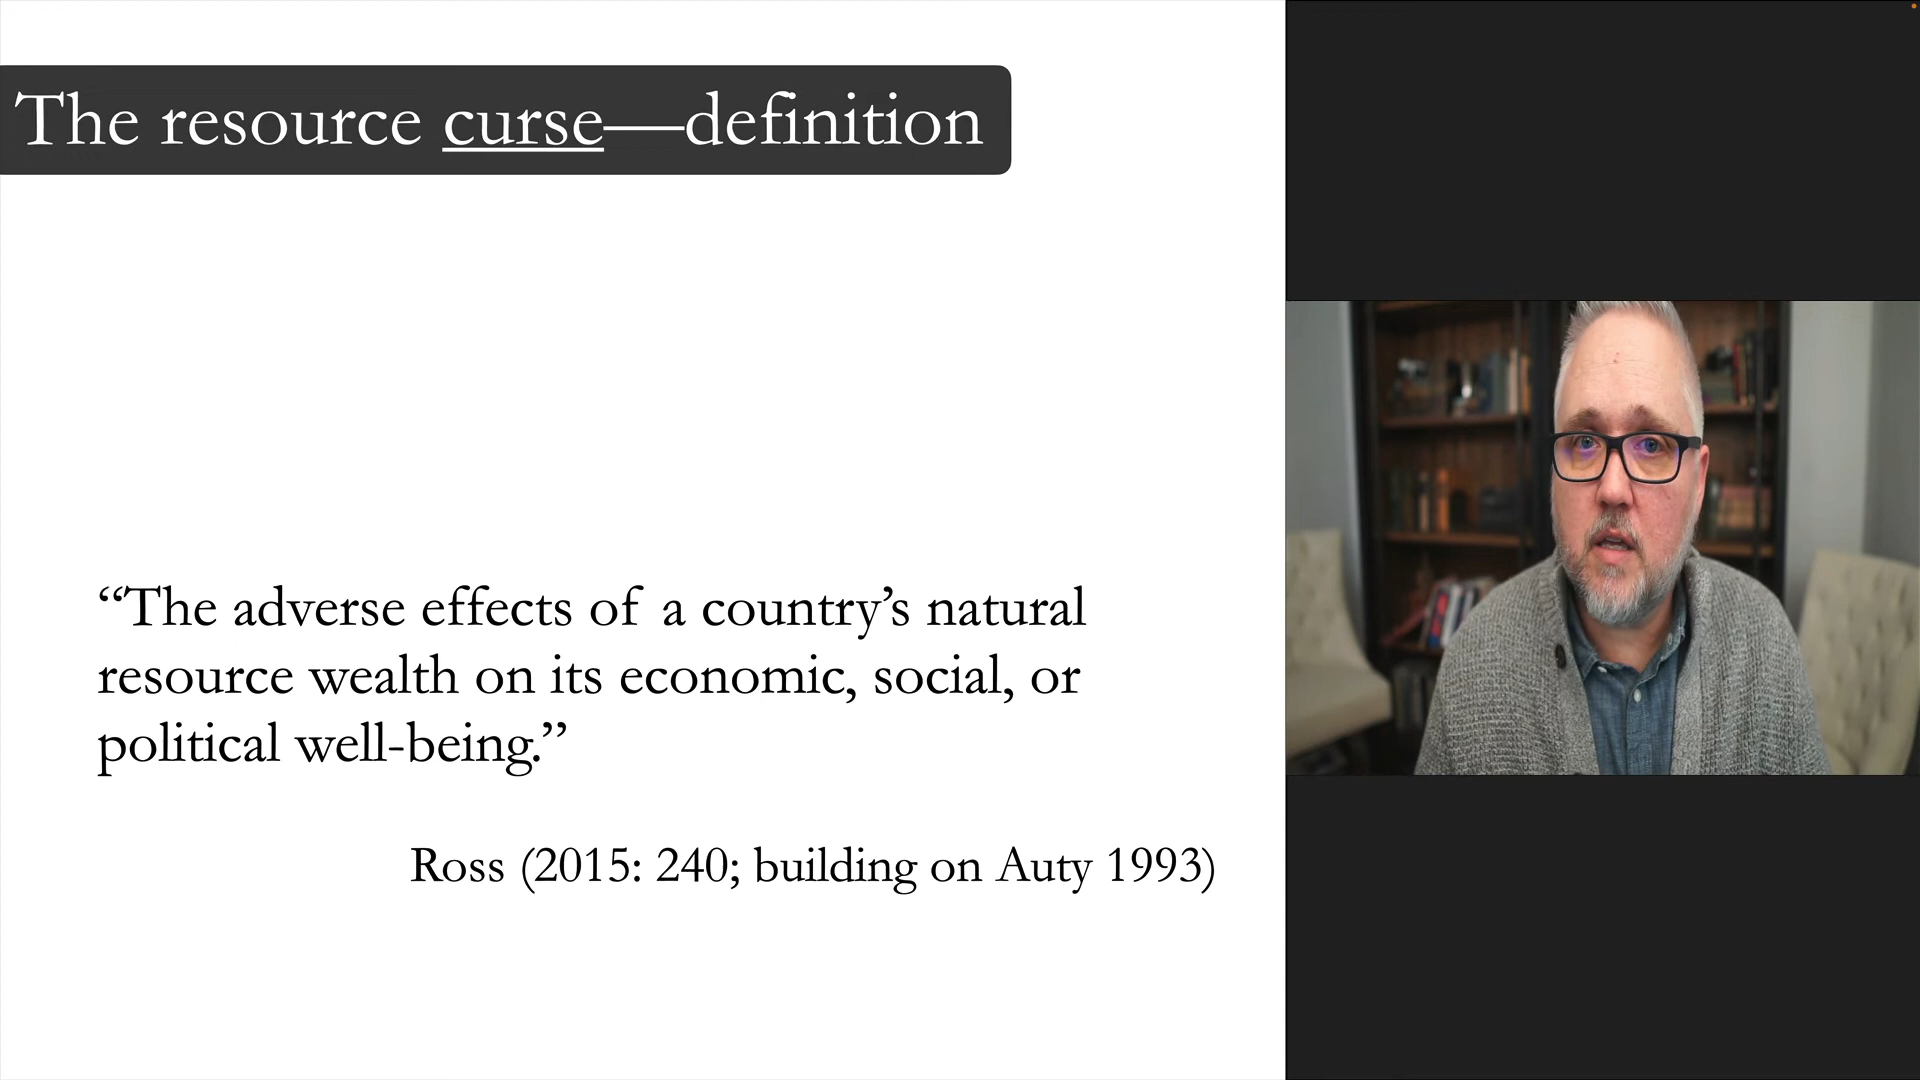 The resource curse—definition
“The adverse effects of a country’s natural
resource wealth on its economic, social, or
political well-being.”
Ross (2015: 240; building on Auty 1993)